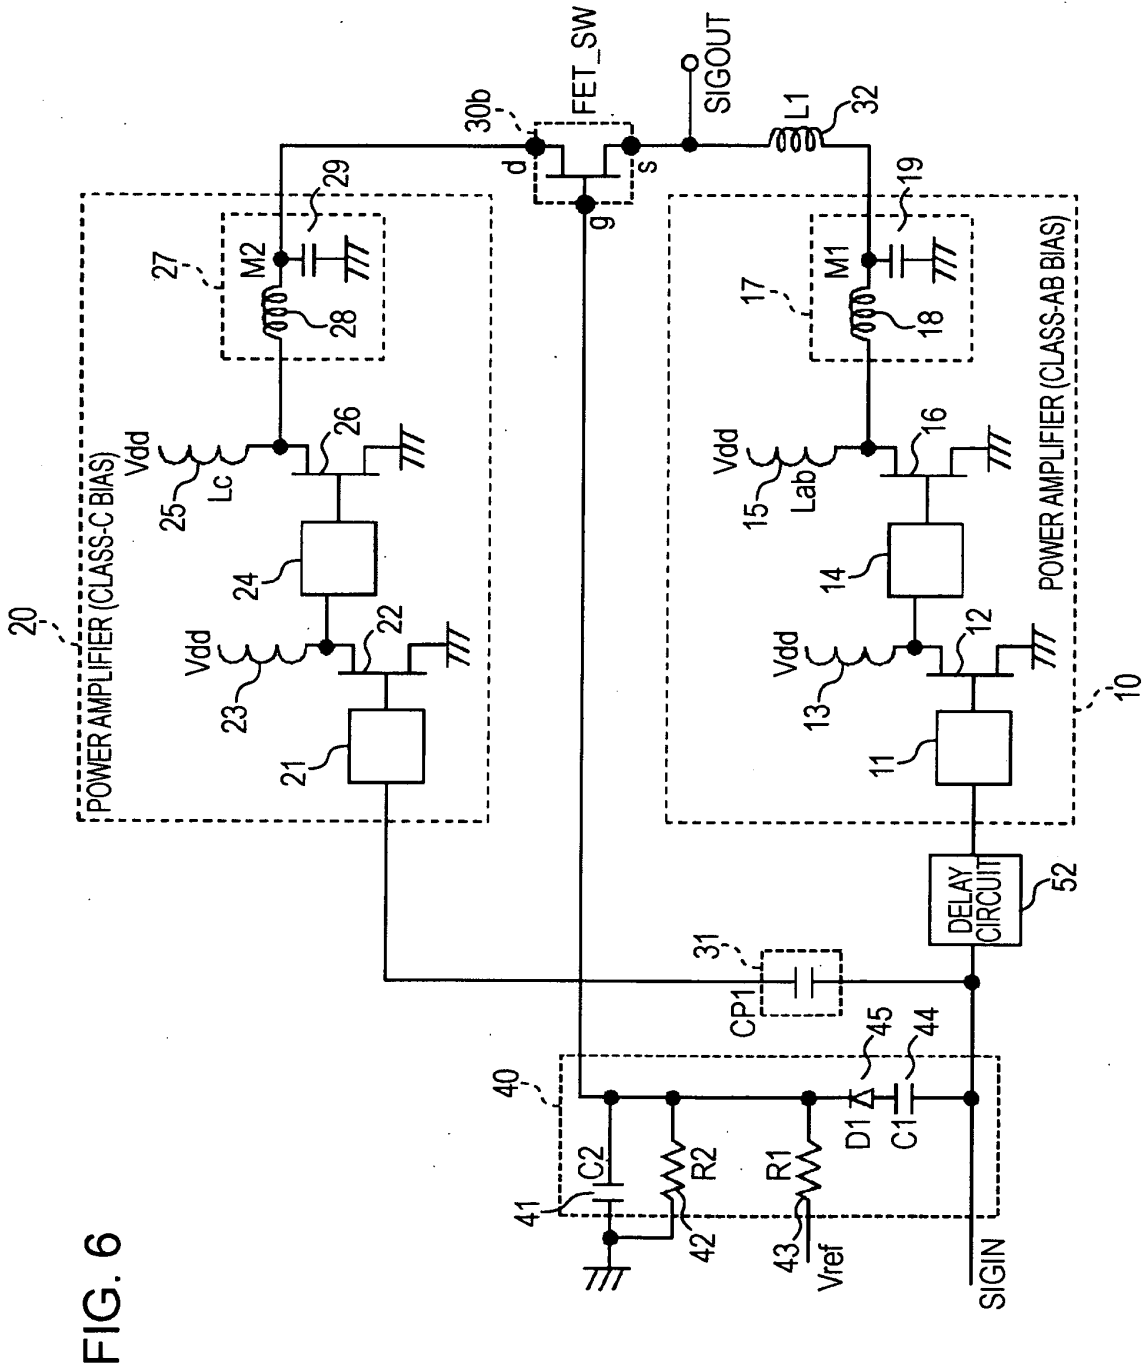 FIG. 6
20
POWER AMPLIFIER (CLASS-C BIAS)
21
Vdd
23
22
24
Vdd
25
Lc
26
27
M2
28
29
30b
FET_SW
d
g
s
SIGOUT
L1
32
40
41
C2
42
R2
43
R1
Vref
D1
45
C1
44
SIGIN
CP1
31
DELAY
CIRCUIT
52
10
POWER AMPLIFIER (CLASS-AB BIAS)
11
Vdd
13
12
14
Vdd
15
Lab
16
17
M1
18
19